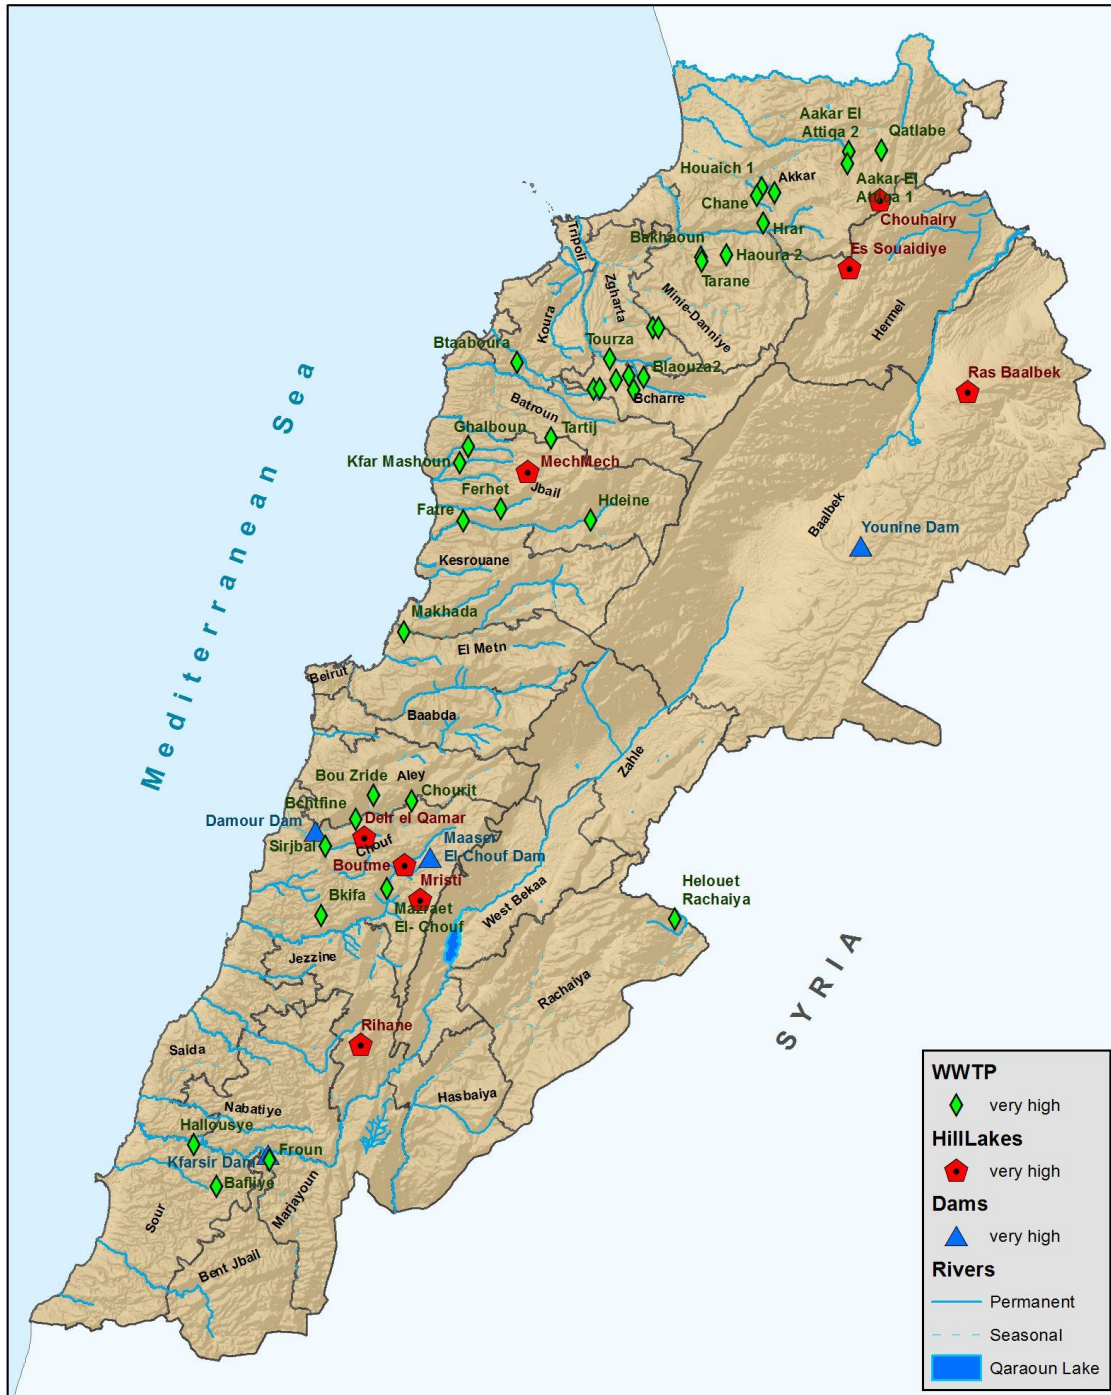 Aakar El
Attiqa 2
Qatlabe
Houaich 1
Akkar
Aakar El
Attiqa 1
Chane
Chouhairy
Hrar
Tripoli
Bakhaoun
Haoura 2
Es Souaidiye
Tarane
Zgharta
Minie-Danniye
Koura
Hermel
Btaaboura
Tourza
Blaouza2
Ras Baalbek
Bcharre
Batroun
Ghalboun
Tartij
Kfar Mashoun
MechMech
Jbail
Ferhet
Hdeine
Fatre
Baalbek
Younine Dam
Kesrouane
Mediterranean Sea
Makhada
El Metn
Beirut
Baabda
Zahle
Aley
Bou Zride
Chourit
Bchtfine
Deir el Qamar
Damour Dam
Sirjbal
Chouf
Maaser
El Chouf Dam
Boutme
Mristi
Bkifa
Mazraet
El- Chouf
West Bekaa
Helouet
Rachaiya
Jezzine
Rachaiya
SYRIA
Rihane
Saida
Hasbaiya
Nabatiye
Hallousye
Froun
Kfarsir Dam
Bafliye
Marjayoun
Sour
Bent Jbail
WWTP
very high
HillLakes
very high
Dams
very high
Rivers
Permanent
Seasonal
Qaraoun Lake